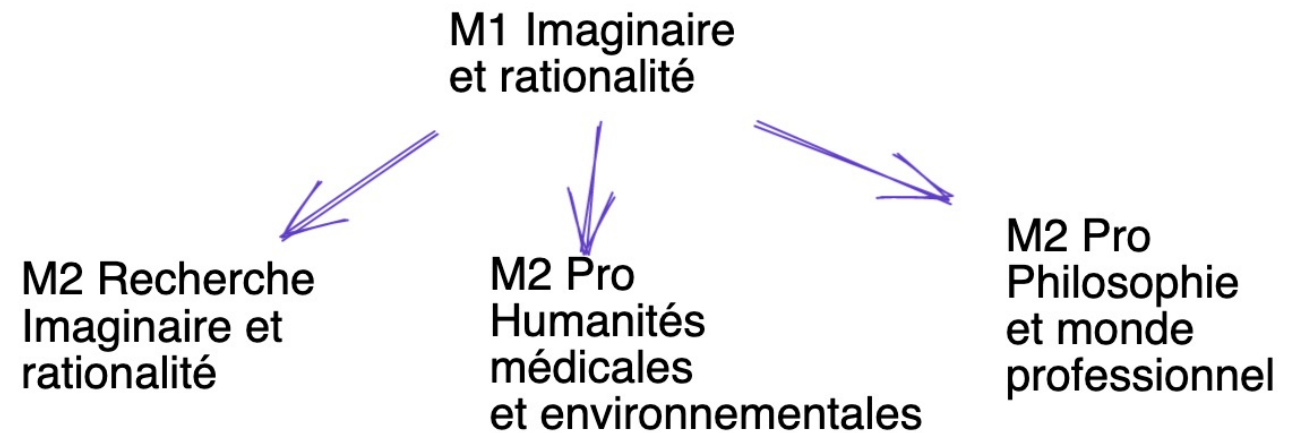 M1 Imaginaire
et rationalité
M2 Recherche
Imaginaire et
rationalité
M2 Pro
Humanités
médicales
et environnementales
M2 Pro
Philosophie
et monde
professionnel